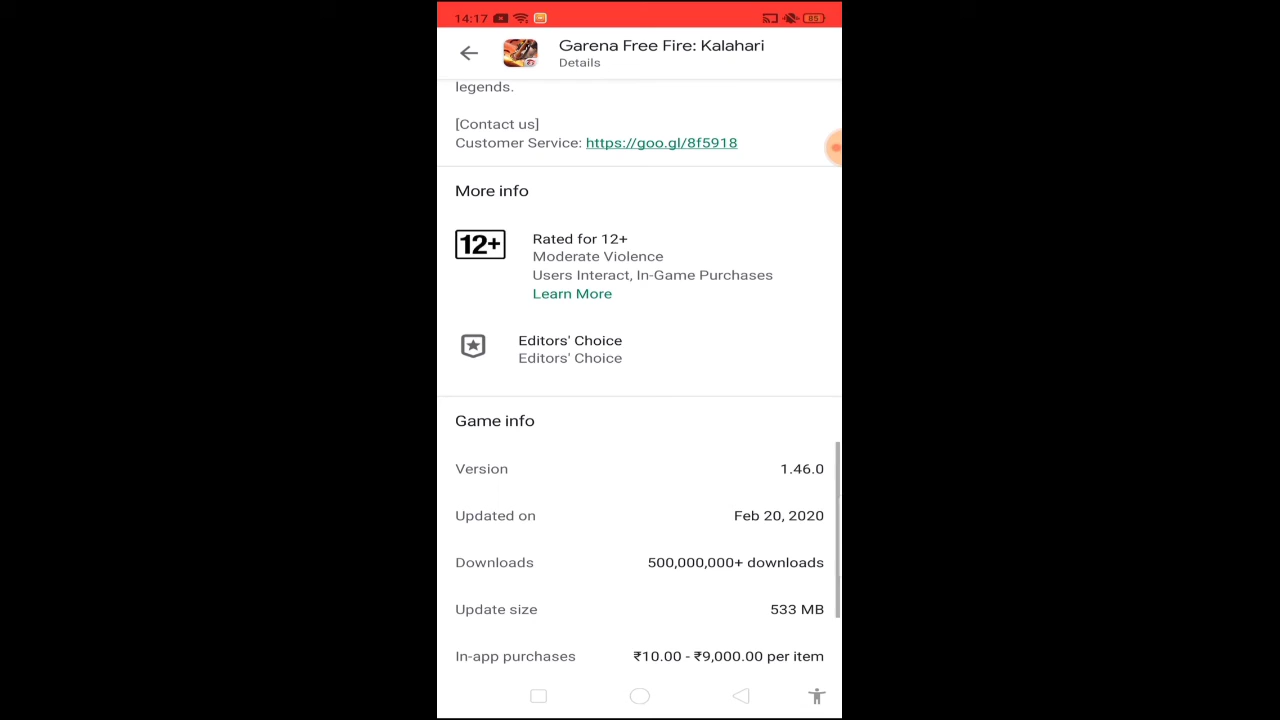 14:17
85
Garena Free Fire: Kalahari
Details
legends.
[Contact us]
Customer Service: https://goo.gl/8f5918
More info
12+
Rated for 12+
Moderate Violence
Users Interact, In-Game Purchases
Learn More
Editors' Choice
Editors' Choice
Game info
Version 1.46.0
Updated on Feb 20, 2020
Downloads 500,000,000+ downloads
Update size 533 MB
In-app purchases ₹10.00 - ₹9,000.00 per item